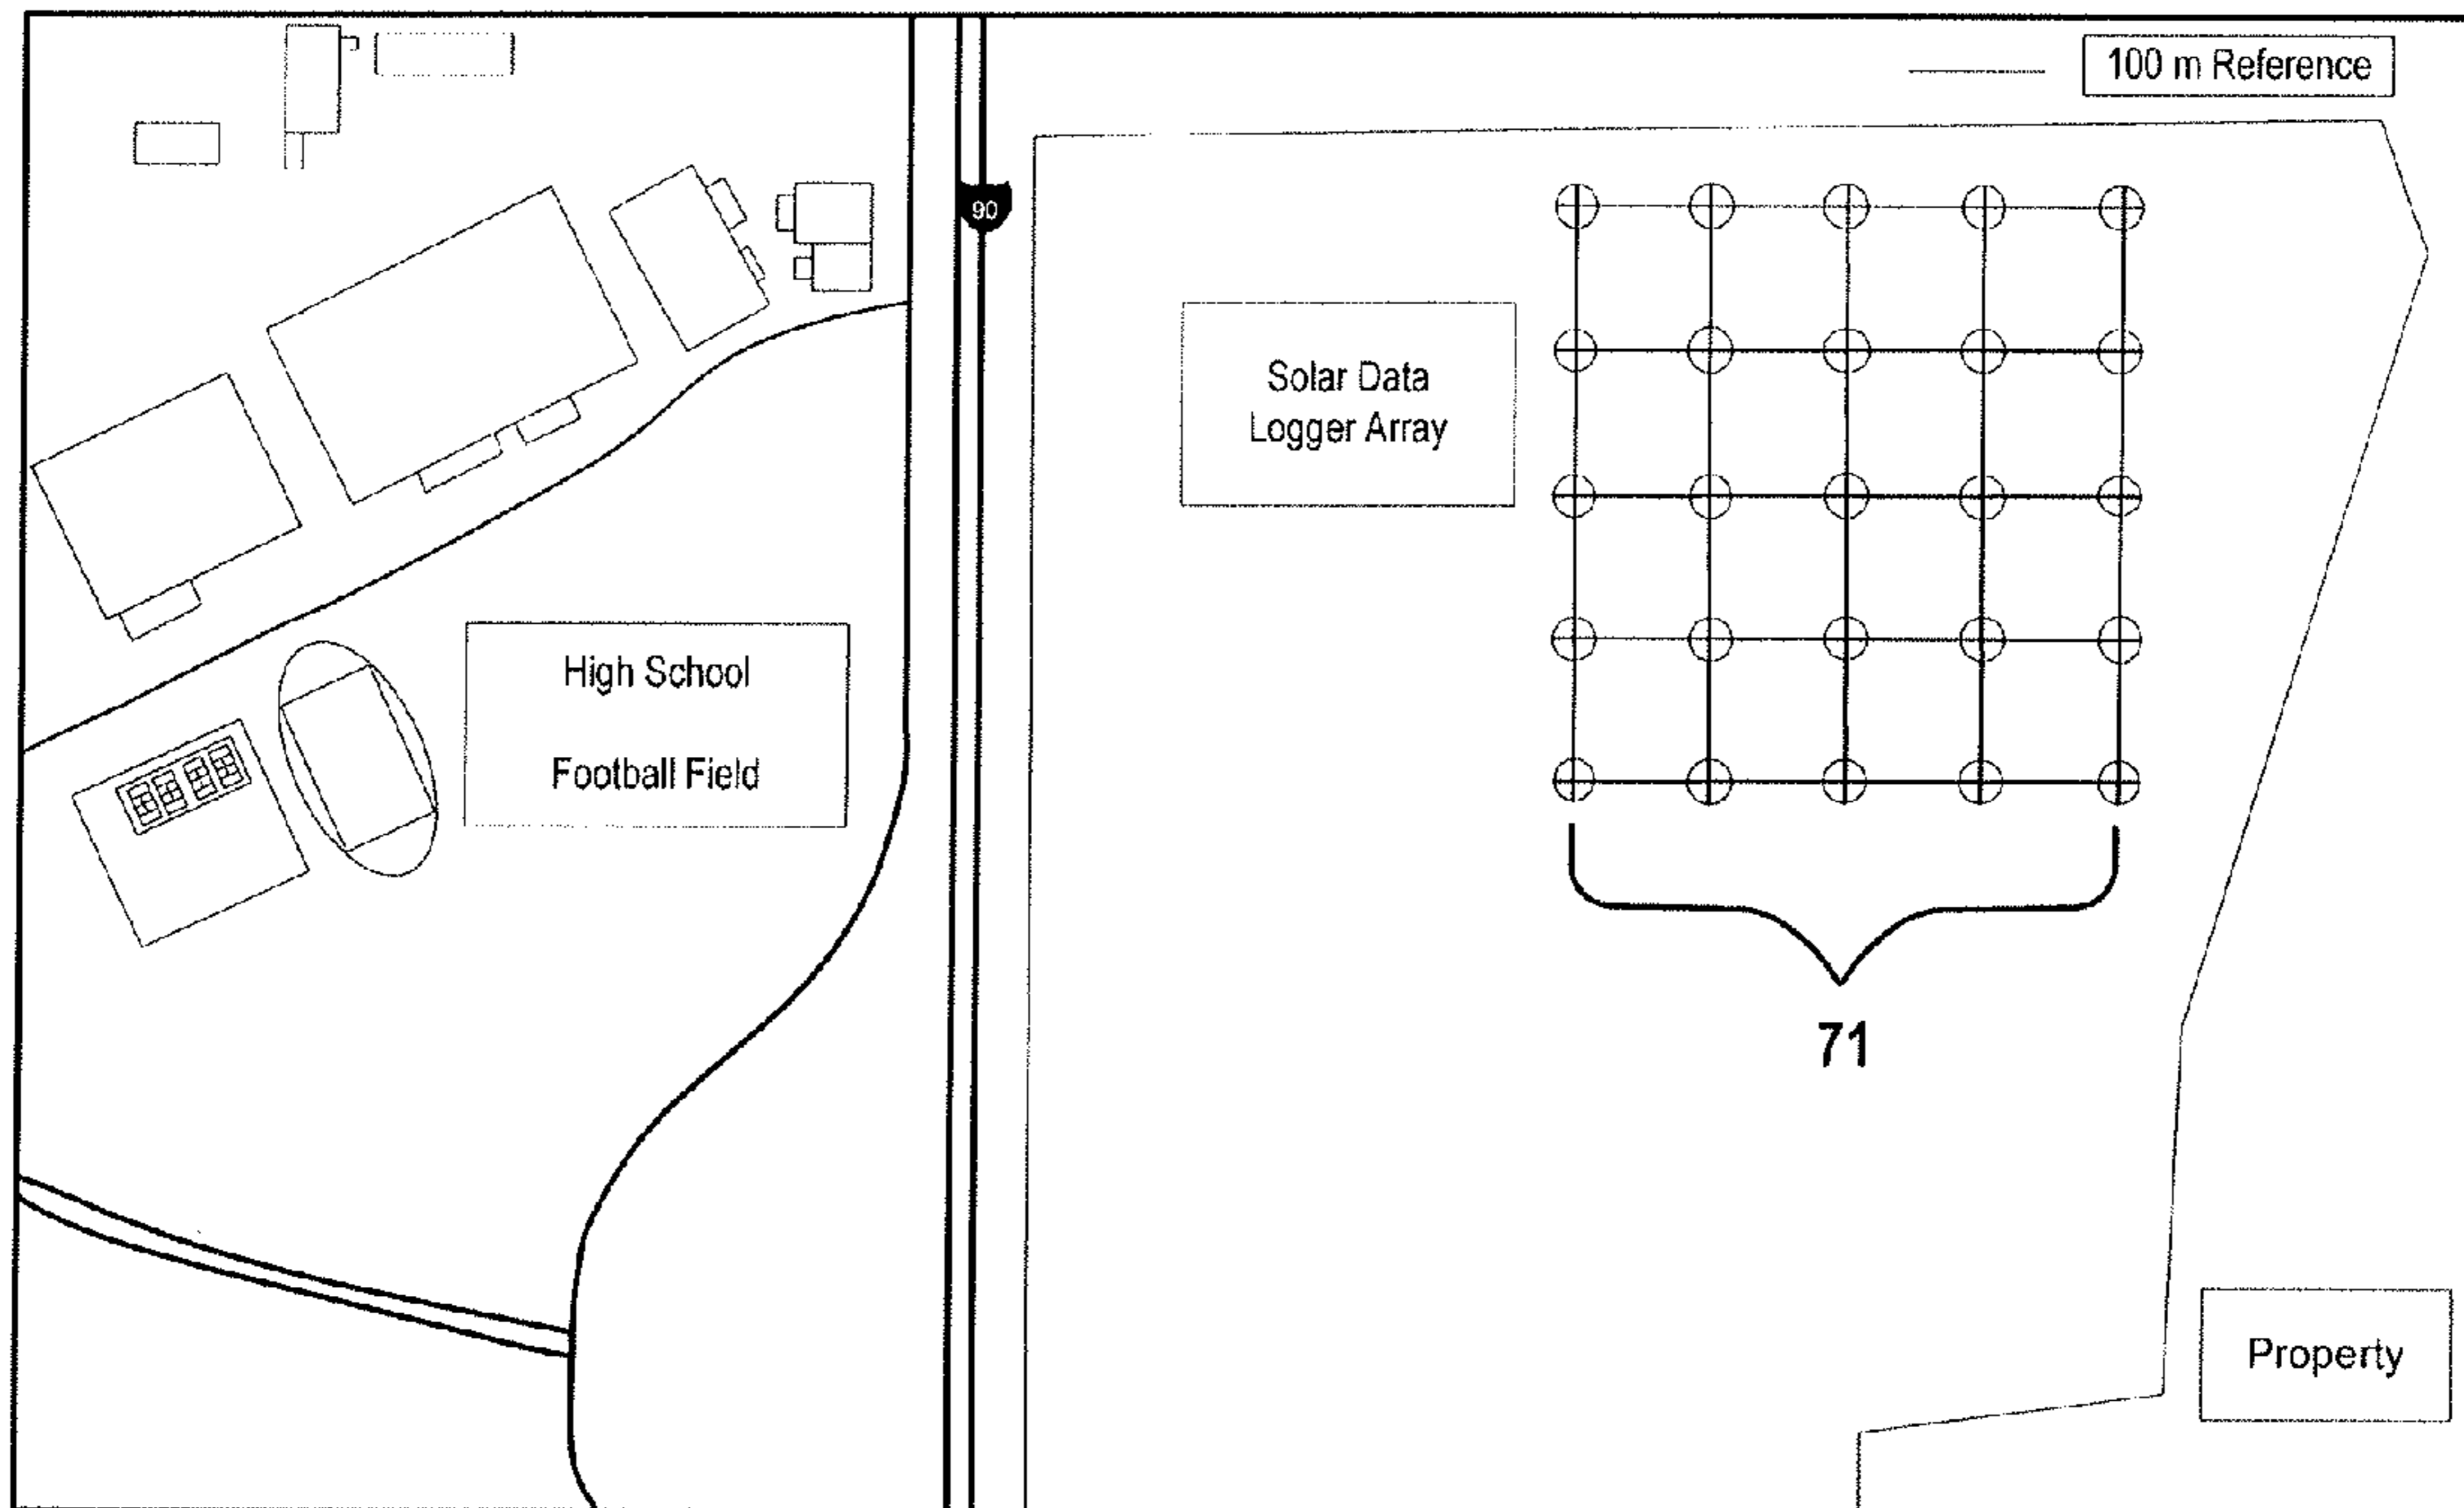 100 m Reference
90
Solar Data
Logger Array
High School
Football Field
71
Property